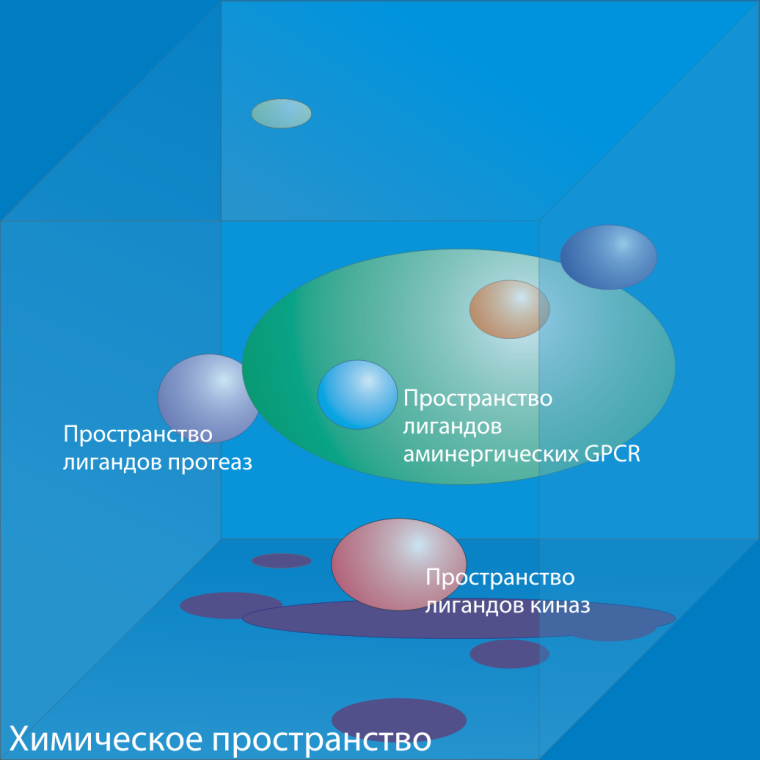 Пространство
лигандов
аминергических GPCR
Пространство
лигандов протеаз
Пространство
лигандов киназ
Химическое пространство